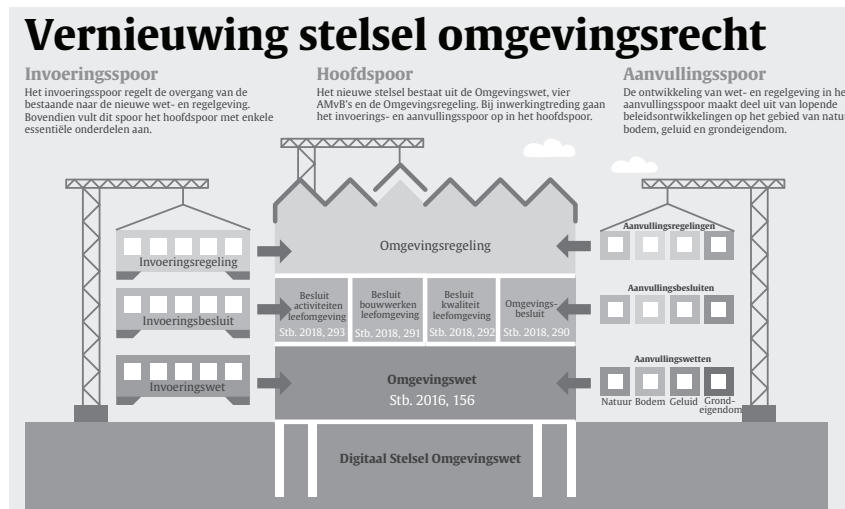 Vernieuwing stelsel omgevingsrecht
Invoeringsspoor
Het invoeringsspoor regelt de overgang van de
bestaande naar de nieuwe wet- en regelgeving.
Bovendien vult dit spoor het hoofdspoor met enkele
essentiële onderdelen aan.
Hoofdspoor
Het nieuwe stelsel bestaat uit de Omgevingswet, vier
AMvB's en de Omgevingsregeling. Bij inwerkingtreding gaan
het invoerings- en aanvullingsspoor op in het hoofdspoor.
Aanvullingsspoor
De ontwikkeling van wet- en regelgeving in he
aanvullingsspoor maakt deel uit van lopende
beleidsontwikkelingen op het gebied van natu
bodem, geluid en grondeigendom.
Invoeringsregeling
Omgevingsregeling
Aanvullingsregelingen
Invoeringsbesluit
Besluit
activiteiten
leefomgeving
Stb. 2018, 293
Besluit
bouwwerken
leefomgeving
Stb. 2018, 291
Besluit
kwaliteit
leefomgeving
Stb. 2018, 292
Omgevings-
besluit
Stb. 2018, 290
Aanvullingsbesluiten
Invoeringswet
Omgevingswet
Stb. 2016, 156
Aanvullingswetten
Natuur
Bodem
Geluid
Grond-
eigendom
Digitaal Stelsel Omgevingswet